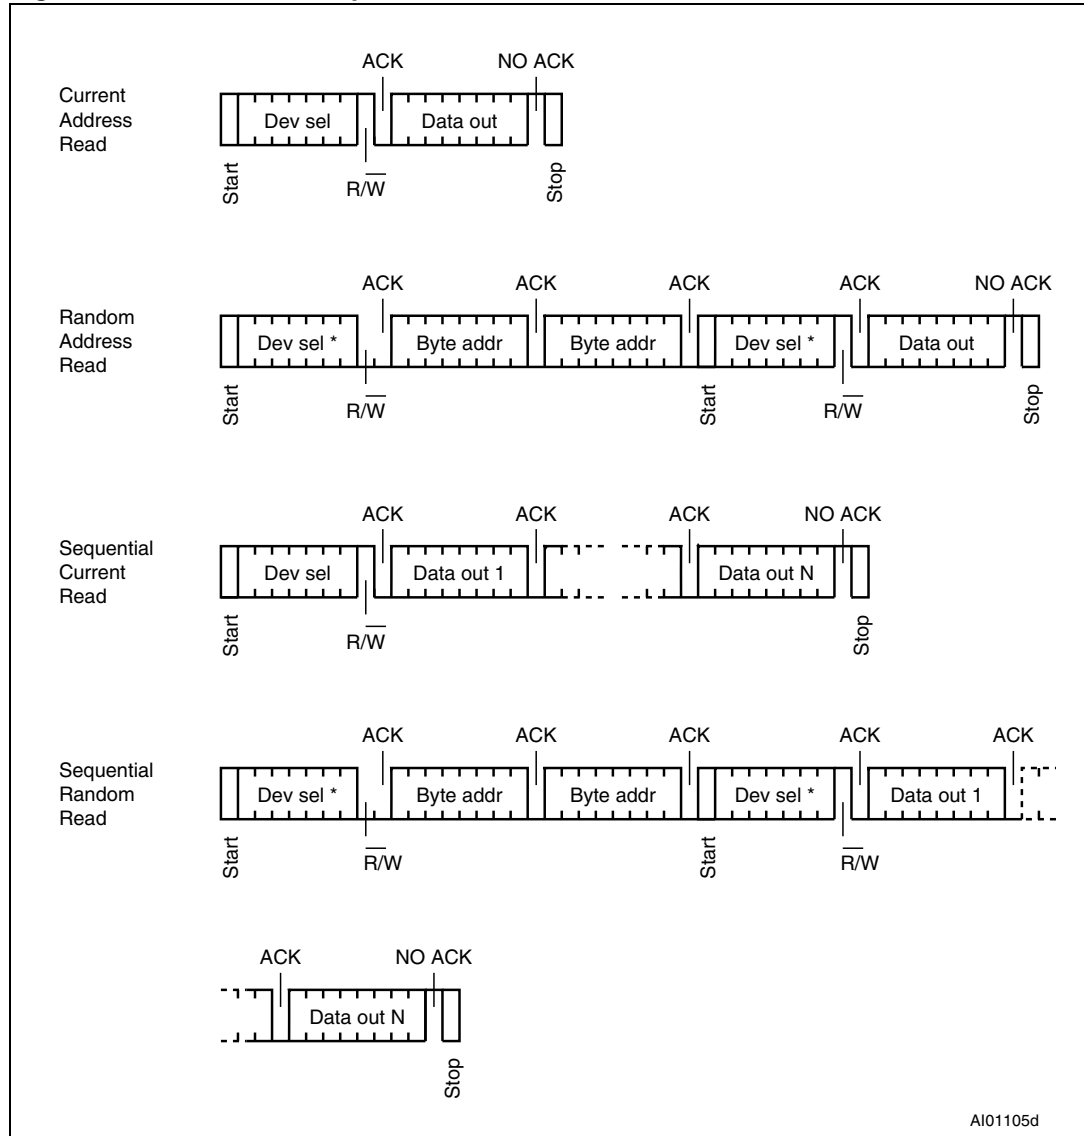 ACK NO ACK
Current
Address
Read
Dev sel Data out
Start R/W̅ Stop
ACK ACK ACK ACK NO ACK
Random
Address
Read
Dev sel * Byte addr Byte addr Dev sel * Data out
Start R/W̅ Start R/W̅ Stop
ACK ACK ACK NO ACK
Sequential
Current
Read
Dev sel Data out 1 Data out N
Start R/W̅ Stop
ACK ACK ACK ACK ACK
Sequential
Random
Read
Dev sel * Byte addr Byte addr Dev sel * Data out 1
Start R̅/W Start R̅/W
ACK NO ACK
Data out N
Stop
AI01105d